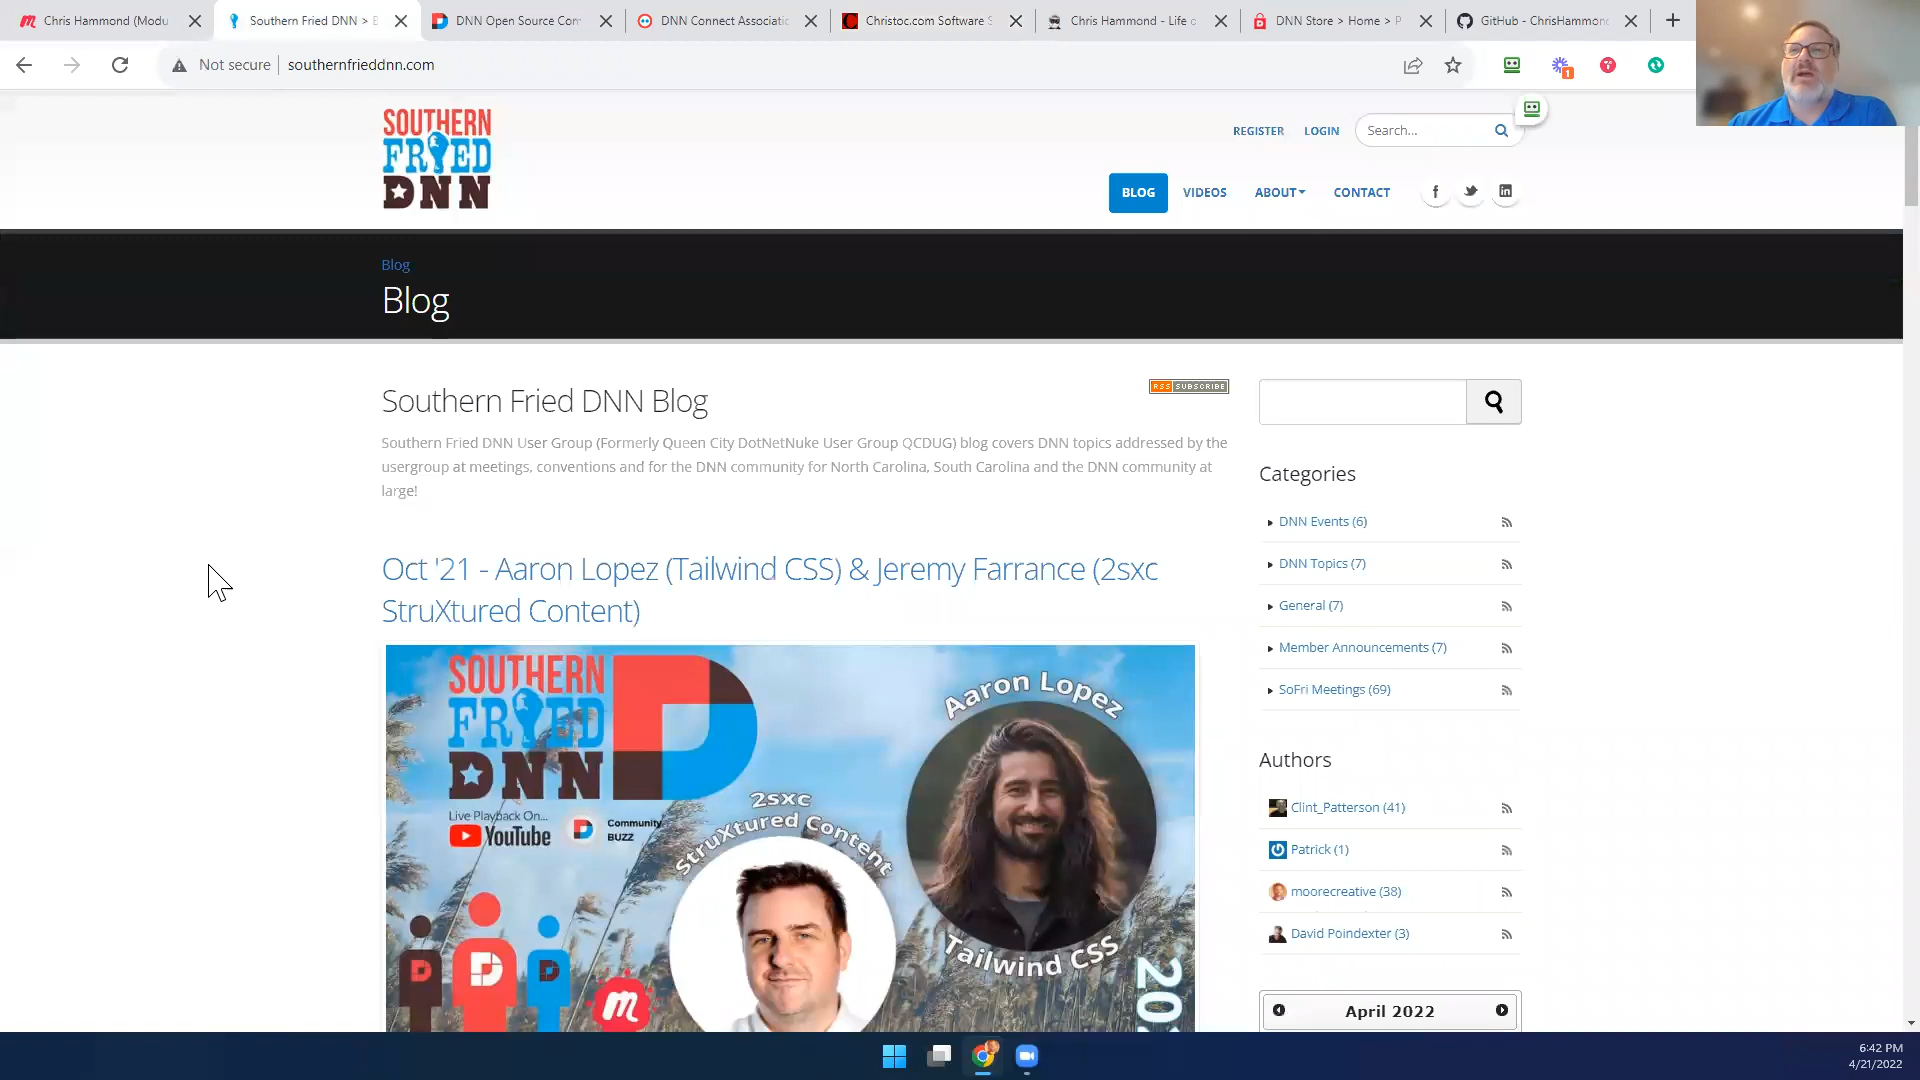 Chris Hammond (Modu
Southern Fried DNN > B
DNN Open Source Com
DNN Connect Associatio
Christoc.com Software S
Chris Hammond - Life o
DNN Store > Home > P
GitHub - ChrisHammond
Not secure
southernfrieddnn.com
1
SOUTHERN
FRIED
DNN
REGISTER
LOGIN
Search...
BLOG
VIDEOS
ABOUT
CONTACT
Blog
Blog
Southern Fried DNN Blog
RSS SUBSCRIBE
Southern Fried DNN User Group (Formerly Queen City DotNetNuke User Group QCDUG) blog covers DNN topics addressed by the
usergroup at meetings, conventions and for the DNN community for North Carolina, South Carolina and the DNN community at
large!
Oct '21 - Aaron Lopez (Tailwind CSS) & Jeremy Farrance (2sxc
StruXtured Content)
SOUTHERN
FRIED
DNN
Live Playback On...
YouTube
Community
BUZZ
2sxc
StruXtured Content
Aaron Lopez
Tailwind CSS
Categories
DNN Events (6)
DNN Topics (7)
General (7)
Member Announcements (7)
SoFri Meetings (69)
Authors
Clint_Patterson (41)
Patrick (1)
moorecreative (38)
David Poindexter (3)
April 2022
6:42 PM
4/21/2022